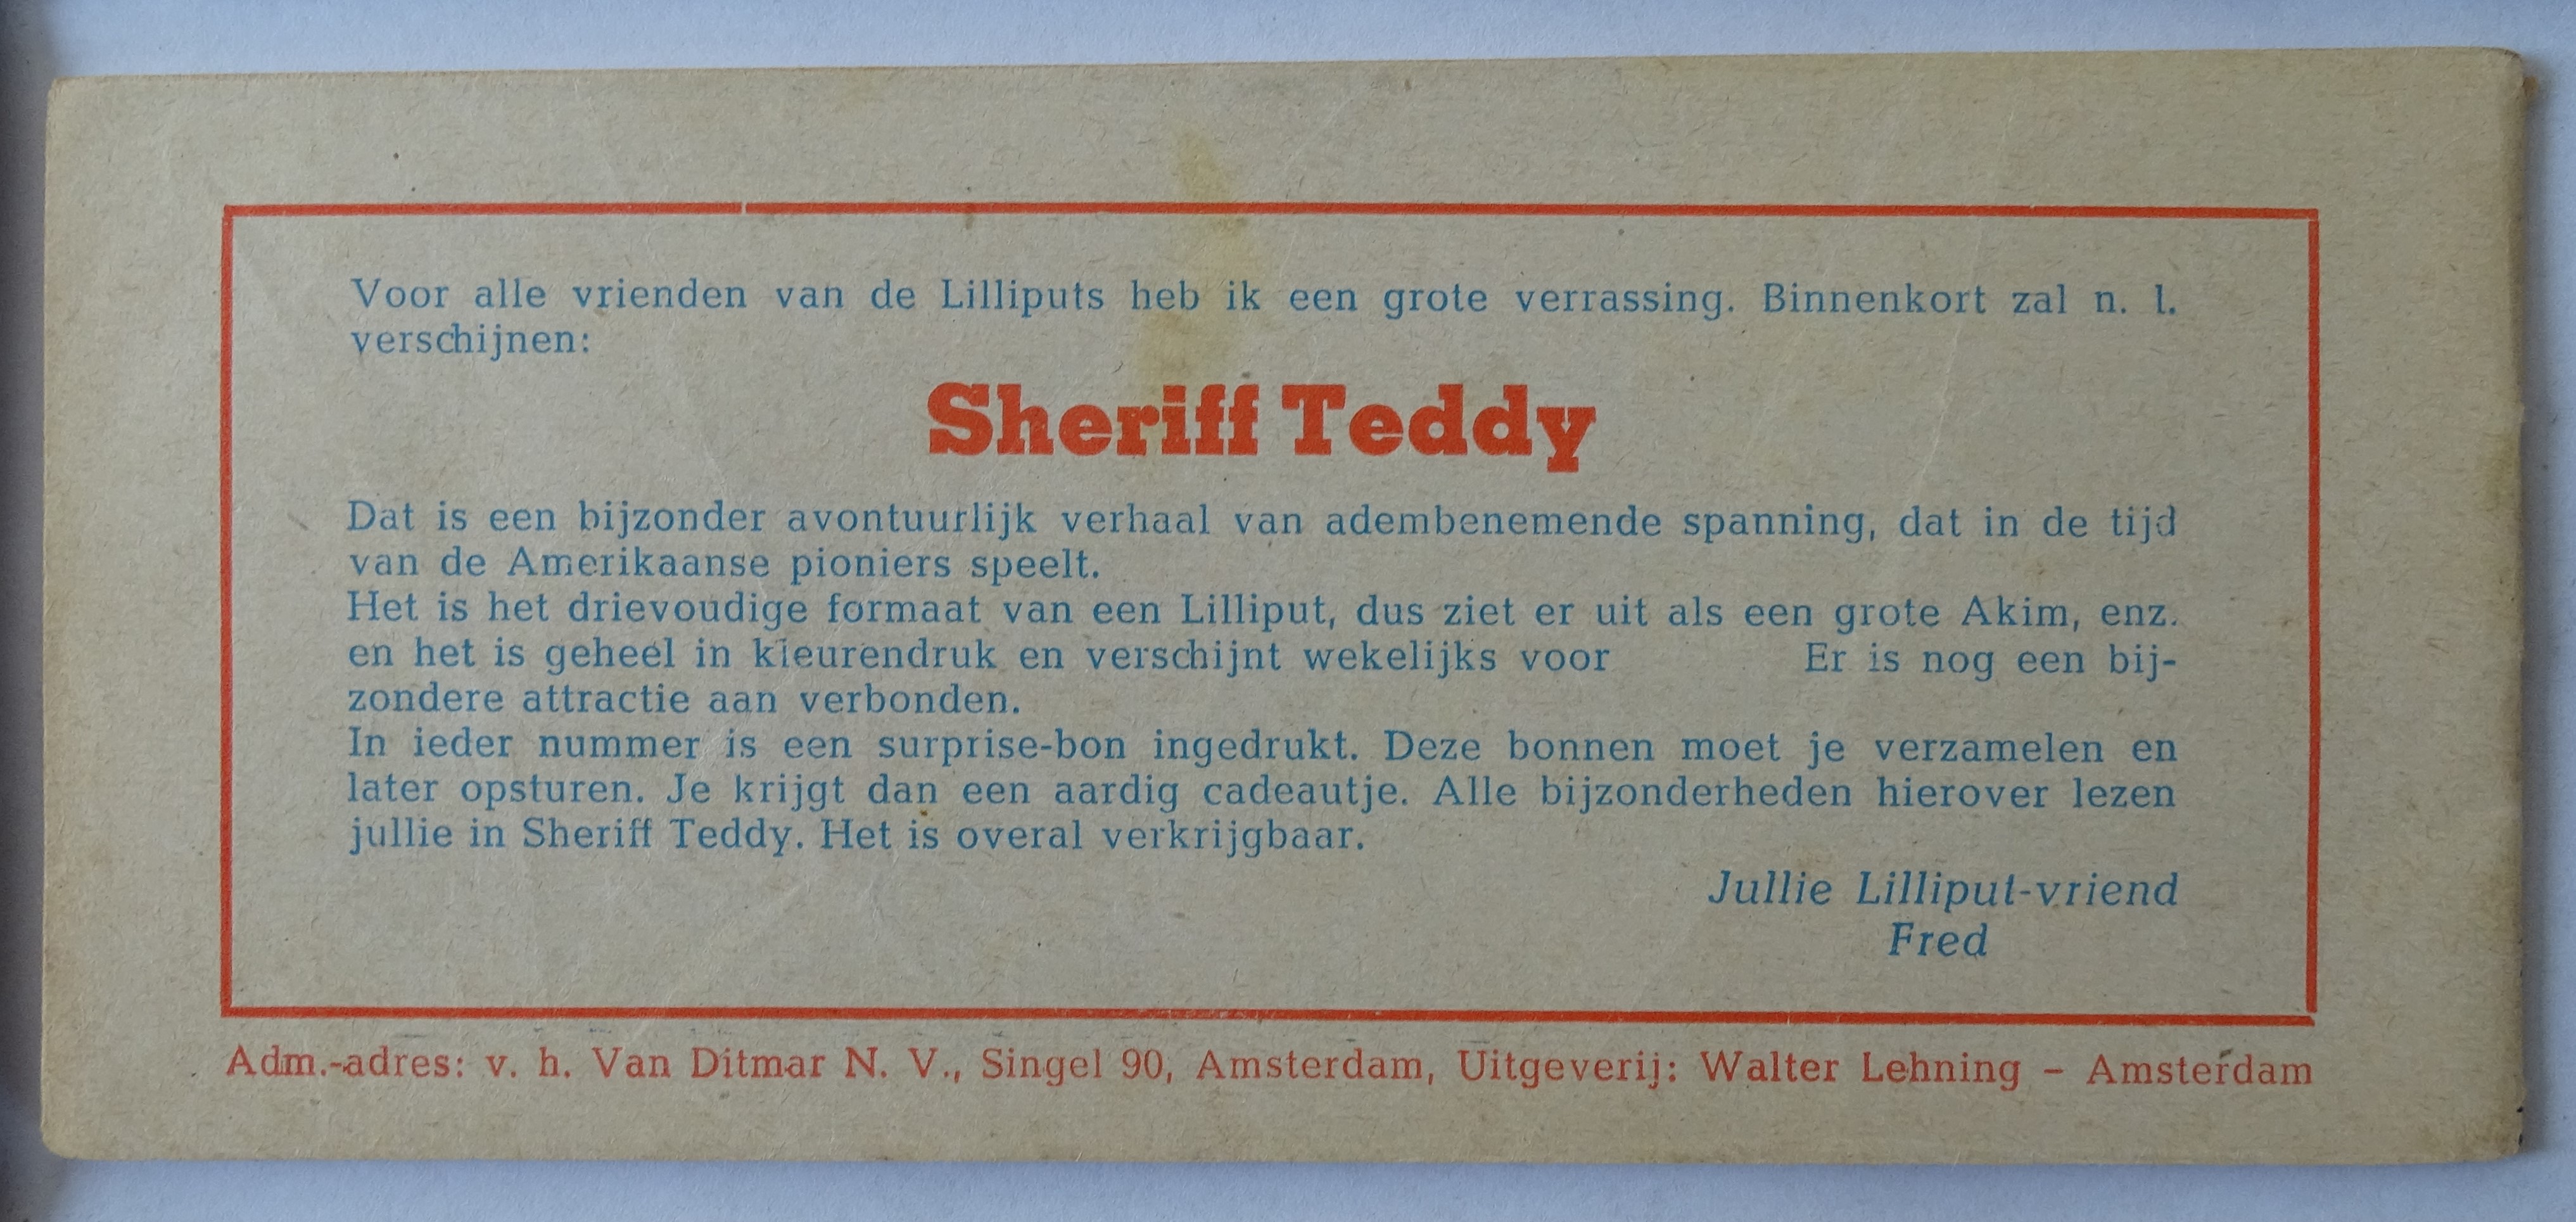 Voor alle vrienden van de Lilliputs heb ik een grote verrassing. Binnenkort zal n. l.
verschijnen:
Sheriff Teddy
Dat is een bijzonder avontuurlijk verhaal van adembenemende spanning, dat in de tijd
van de Amerikaanse pioniers speelt.
Het is het drievoudige formaat van een Lilliput, dus ziet er uit als een grote Akim, enz.
en het is geheel in kleurendruk en verschijnt wekelijks voor Er is nog een bij-
zondere attractie aan verbonden.
In ieder nummer is een surprise-bon ingedrukt. Deze bonnen moet je verzamelen en
later opsturen. Je krijgt dan een aardig cadeautje. Alle bijzonderheden hierover lezen
jullie in Sheriff Teddy. Het is overal verkrijgbaar.
Jullie Lilliput-vriend
Fred
Adm.-adres: v. h. Van Ditmar N. V., Singel 90, Amsterdam, Uitgeverij: Walter Lehning – Amsterdam